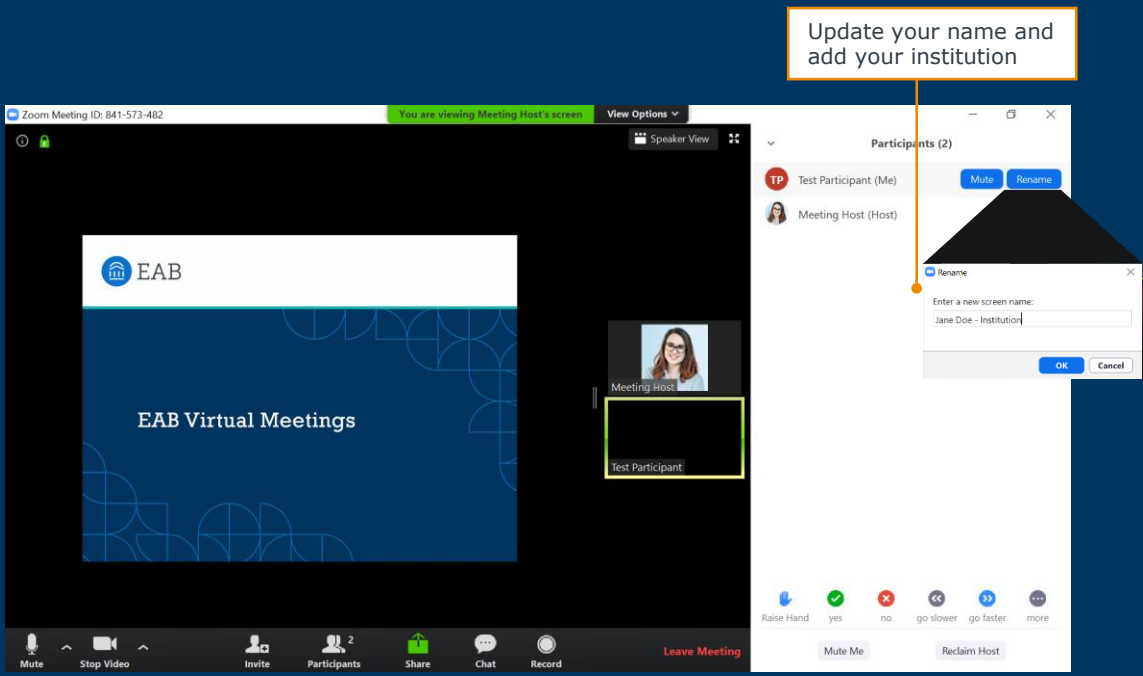 Update your name and
add your institution
Zoom Meeting ID: 841-573-482
You are viewing Meeting Host's screen
View Options
Speaker View
Participants (2)
TP
Test Participant (Me)
Mute
Rename
Meeting Host (Host)
EAB
EAB Virtual Meetings
Meeting Host
Test Participant
Rename
Enter a new screen name:
Jane Doe - Institution
OK
Cancel
Raise Hand
yes
no
go slower
go faster
more
Mute
Stop Video
Invite
2
Participants
Share
Chat
Record
Leave Meeting
Mute Me
Reclaim Host